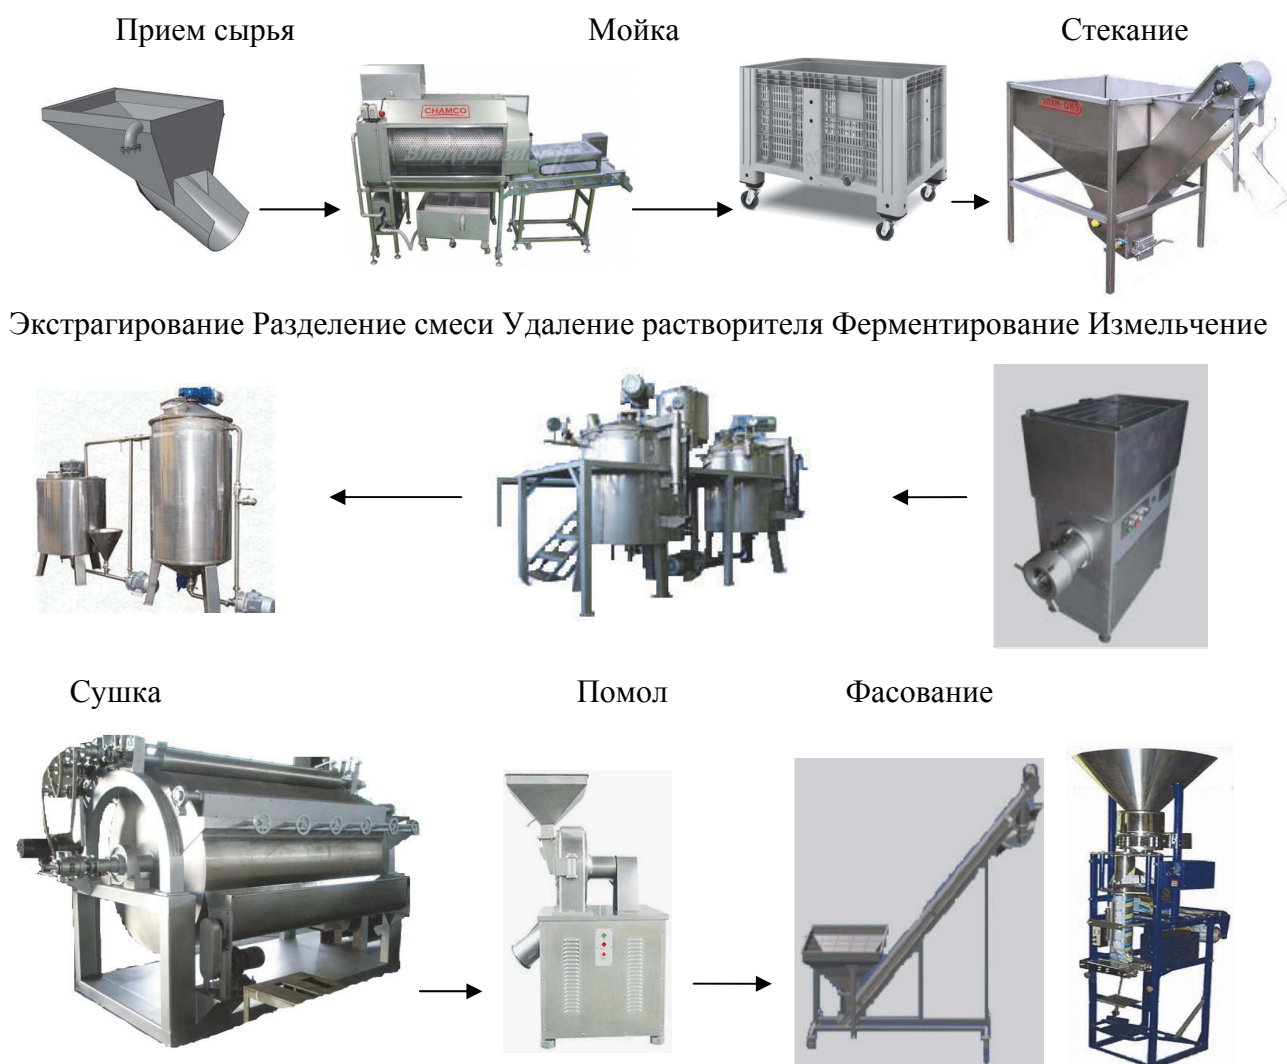 Прием сырья Мойка Стекание
CHAMCO
Экстрагирование Разделение смеси Удаление растворителя Ферментирование Измельчение
Сушка Помол Фасование